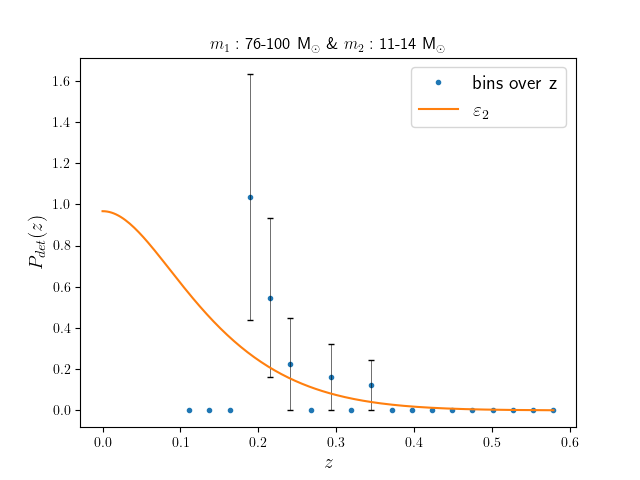 m₁ : 76-100 M⊙ & m₂ : 11-14 M⊙
bins over z
ε₂
P_det(z)
1.6
1.4
1.2
1.0
0.8
0.6
0.4
0.2
0.0
0.0 0.1 0.2 0.3 0.4 0.5 0.6
z